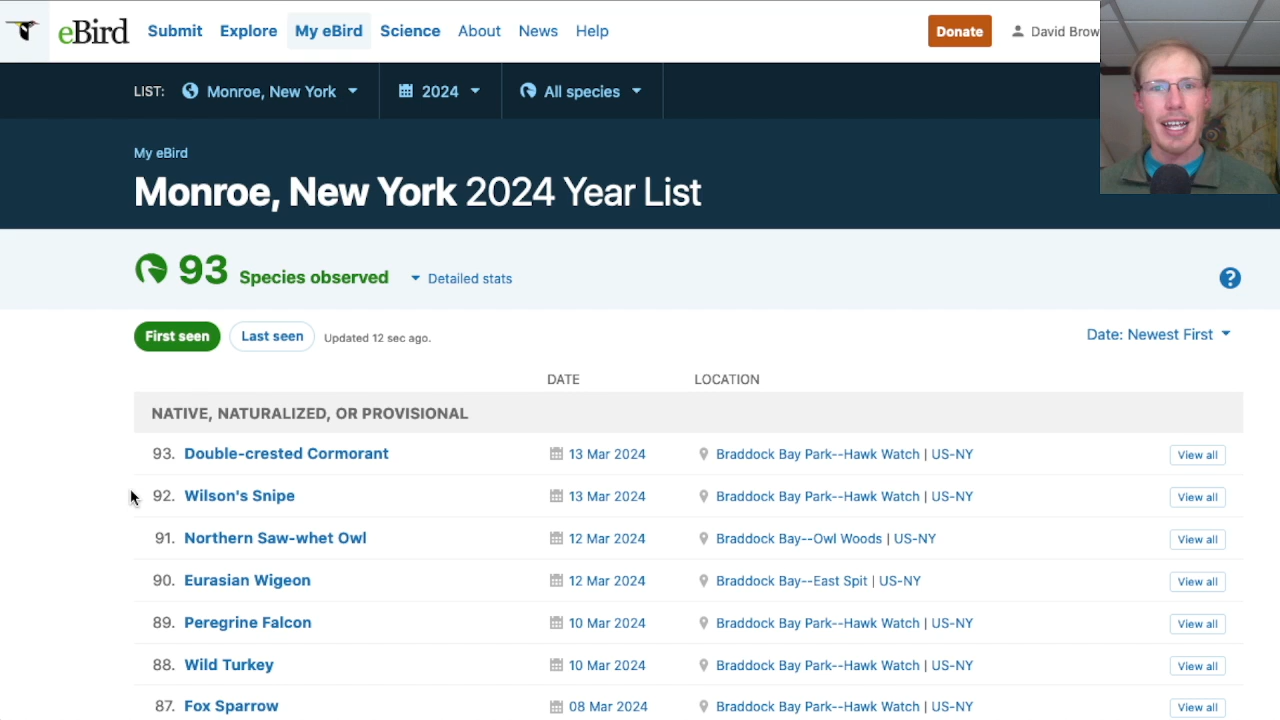 eBird Submit Explore My eBird Science About News Help Donate David Brow
LIST: Monroe, New York 2024 All species
My eBird
Monroe, New York 2024 Year List
93 Species observed Detailed stats ?
First seen Last seen Updated 12 sec ago. Date: Newest First
DATE LOCATION
NATIVE, NATURALIZED, OR PROVISIONAL
93. Double-crested Cormorant 13 Mar 2024 Braddock Bay Park--Hawk Watch | US-NY View all
92. Wilson's Snipe 13 Mar 2024 Braddock Bay Park--Hawk Watch | US-NY View all
91. Northern Saw-whet Owl 12 Mar 2024 Braddock Bay--Owl Woods | US-NY View all
90. Eurasian Wigeon 12 Mar 2024 Braddock Bay--East Spit | US-NY View all
89. Peregrine Falcon 10 Mar 2024 Braddock Bay Park--Hawk Watch | US-NY View all
88. Wild Turkey 10 Mar 2024 Braddock Bay Park--Hawk Watch | US-NY View all
87. Fox Sparrow 08 Mar 2024 Braddock Bay Park--Hawk Watch | US-NY View all